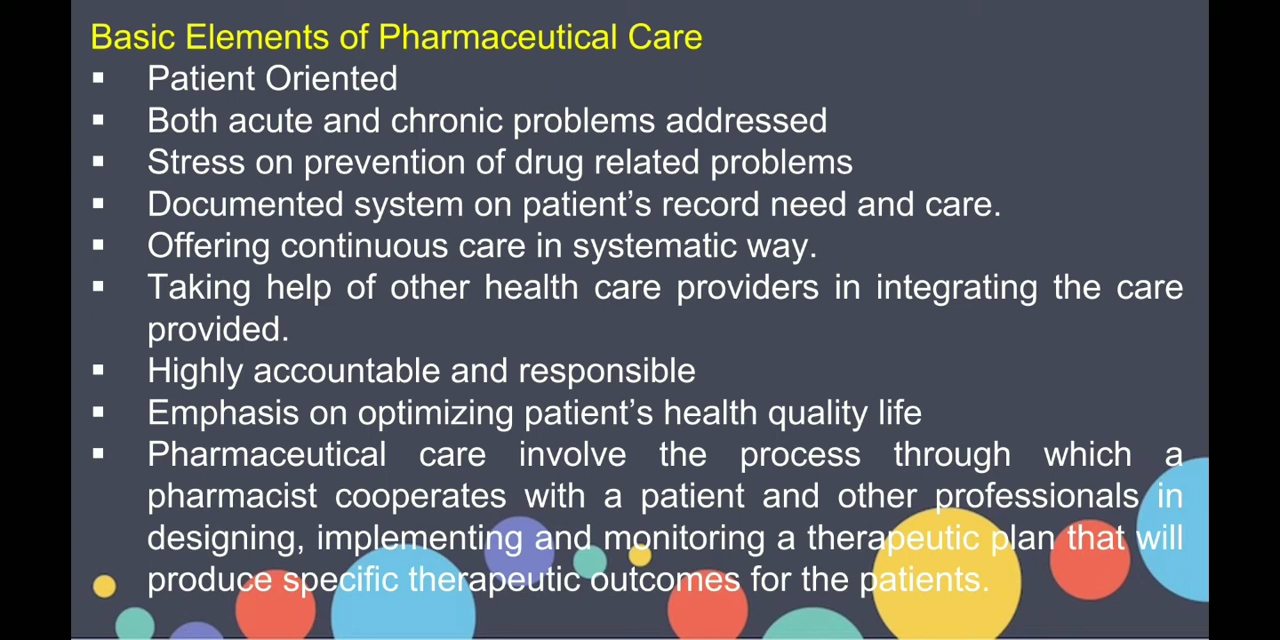 Basic Elements of Pharmaceutical Care
▪ Patient Oriented
▪ Both acute and chronic problems addressed
▪ Stress on prevention of drug related problems
▪ Documented system on patient’s record need and care.
▪ Offering continuous care in systematic way.
▪ Taking help of other health care providers in integrating the care
provided.
▪ Highly accountable and responsible
▪ Emphasis on optimizing patient’s health quality life
▪ Pharmaceutical care involve the process through which a
pharmacist cooperates with a patient and other professionals in
designing, implementing and monitoring a therapeutic plan that will
produce specific therapeutic outcomes for the patients.